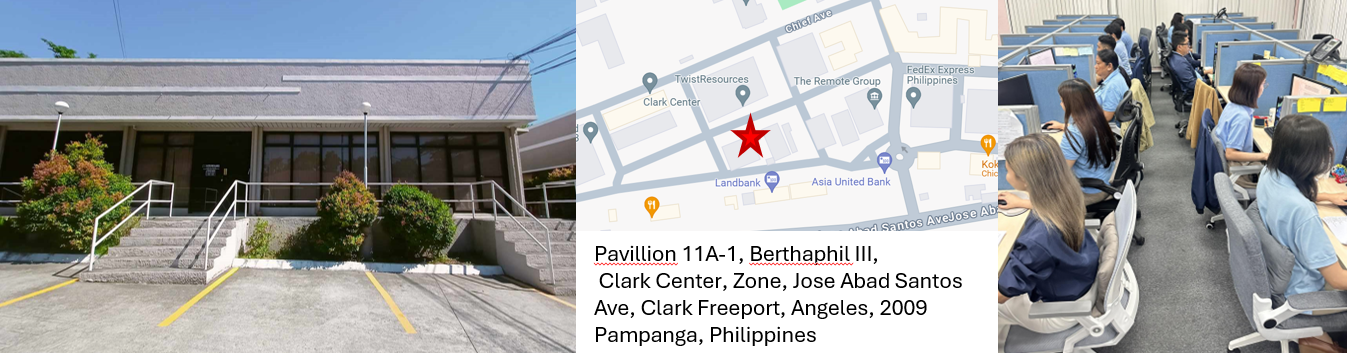 Chief Ave
TwistResources
Clark Center
The Remote Group
FedEx Express
Philippines
Landbank
Asia United Bank
Kok
Chic
bad Santos Ave
Jose Ab
Pavillion 11A-1, Berthaphil III,
Clark Center, Zone, Jose Abad Santos
Ave, Clark Freeport, Angeles, 2009
Pampanga, Philippines